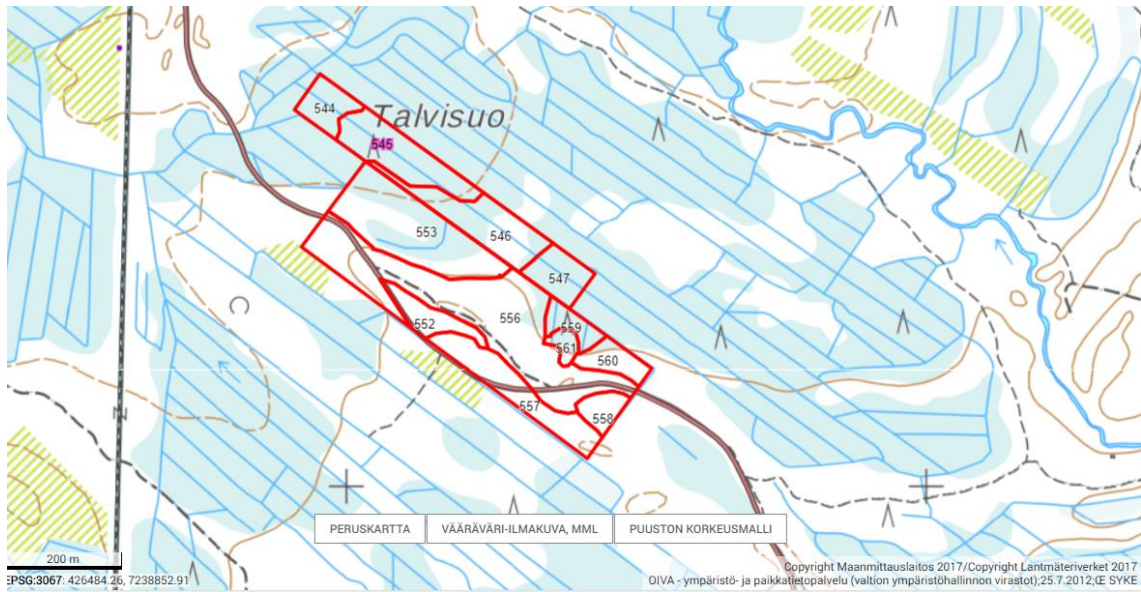 544
Talvisuo
545
553
546
547
556
559
552
561
560
557
558
PERUSKARTTA
VÄÄRÄVÄRI-ILMAKUVA, MML
PUUSTON KORKEUSMALLI
200 m
EPSG:3067: 426484.26, 7238852.91
Copyright Maanmittauslaitos 2017/Copyright Lantmäteriverket 2017
OIVA - ympäristö- ja paikkatietopalvelu (valtion ympäristöhallinnon virastot);25.7.2012;Œ SYKE